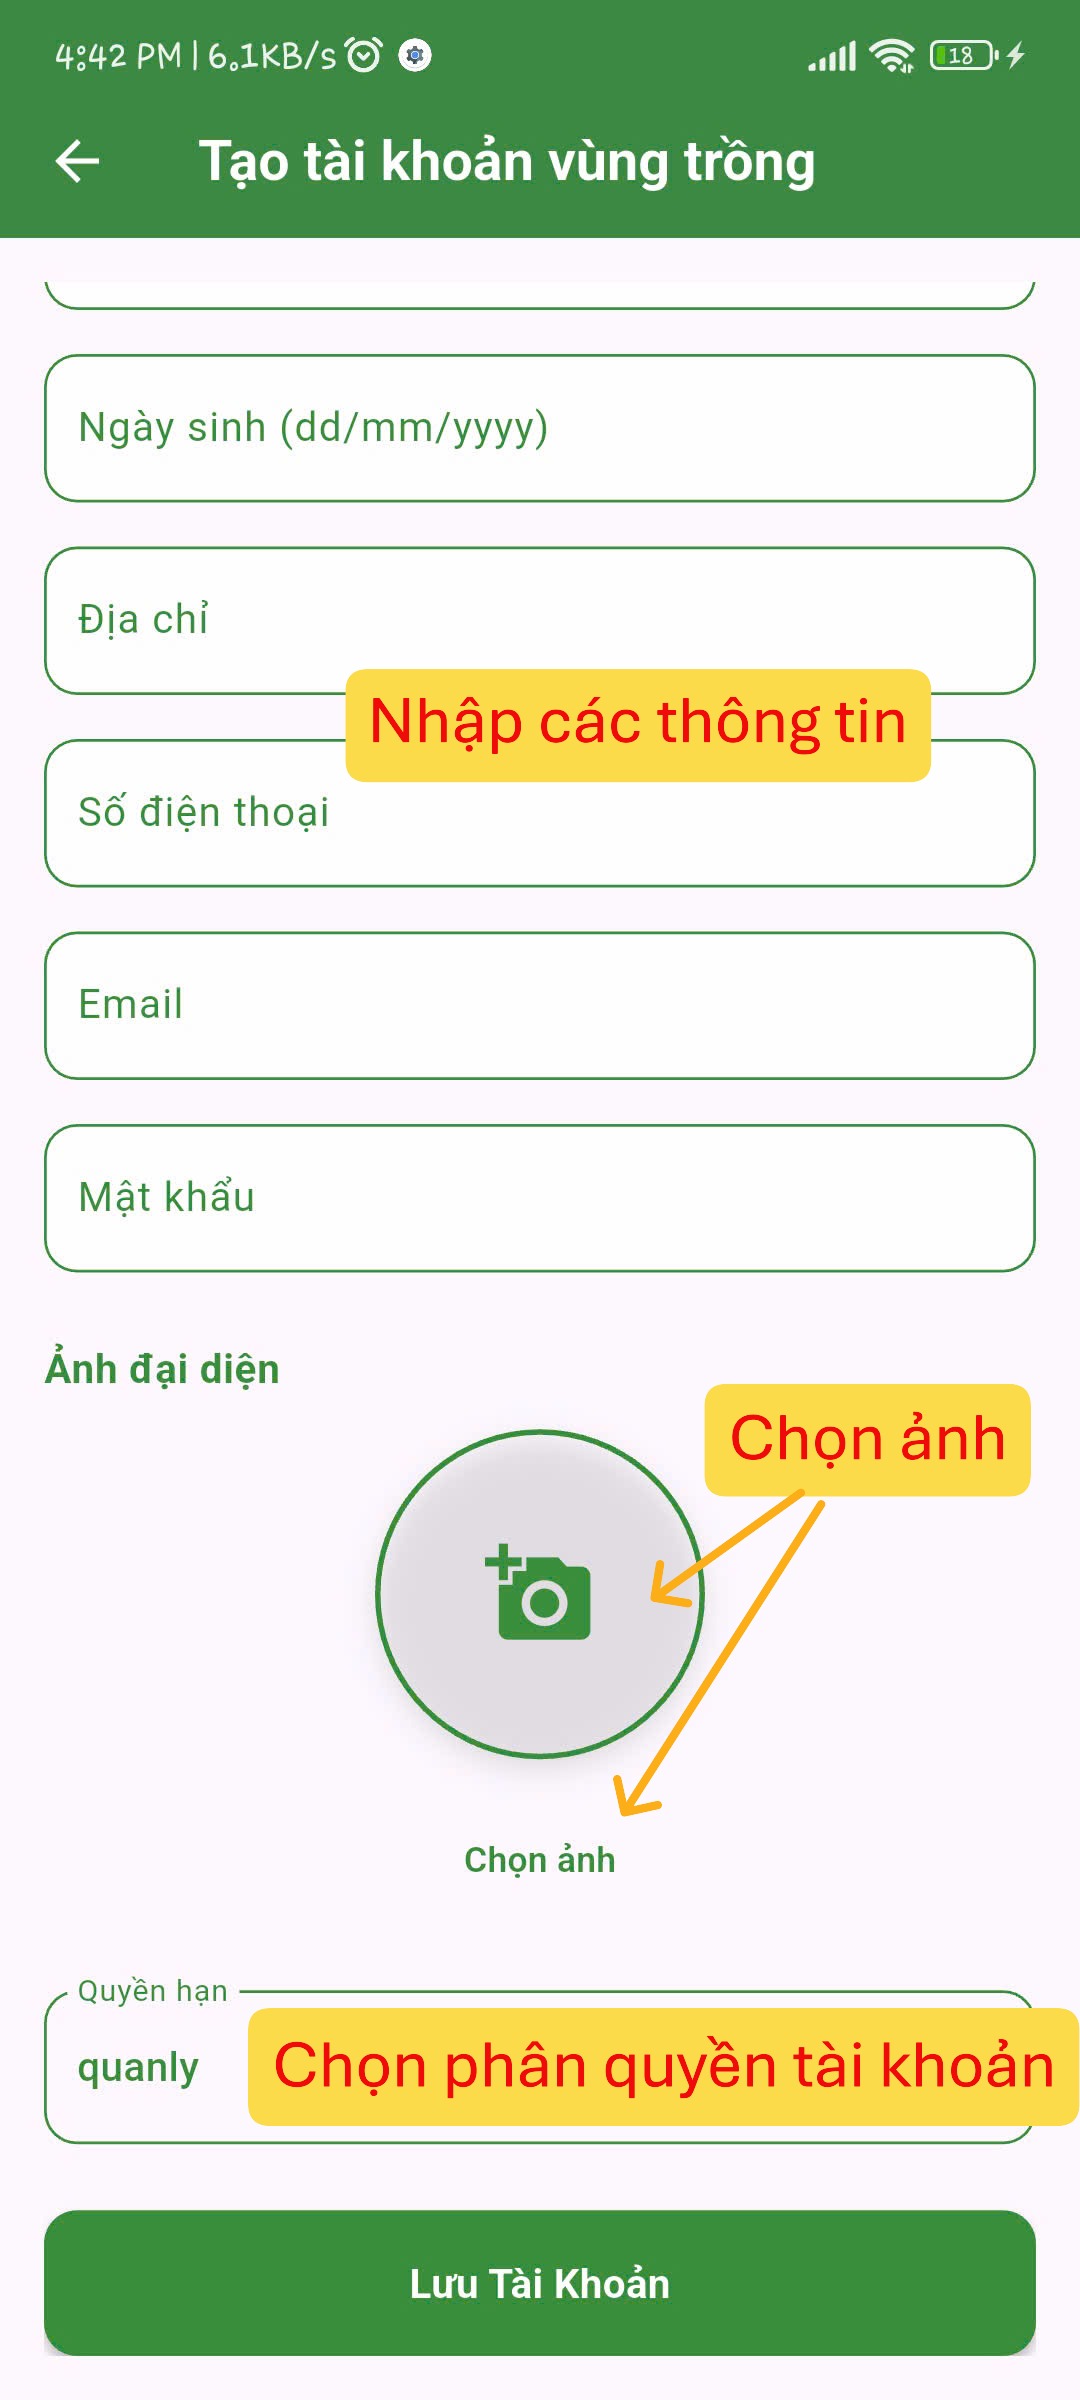 4:42 PM | 6.1KB/s
18
Tạo tài khoản vùng trồng
Ngày sinh (dd/mm/yyyy)
Địa chỉ
Nhập các thông tin
Số điện thoại
Email
Mật khẩu
Ảnh đại diện
Chọn ảnh
Chọn ảnh
Quyền hạn
quanly
Chọn phân quyền tài khoản
Lưu Tài Khoản